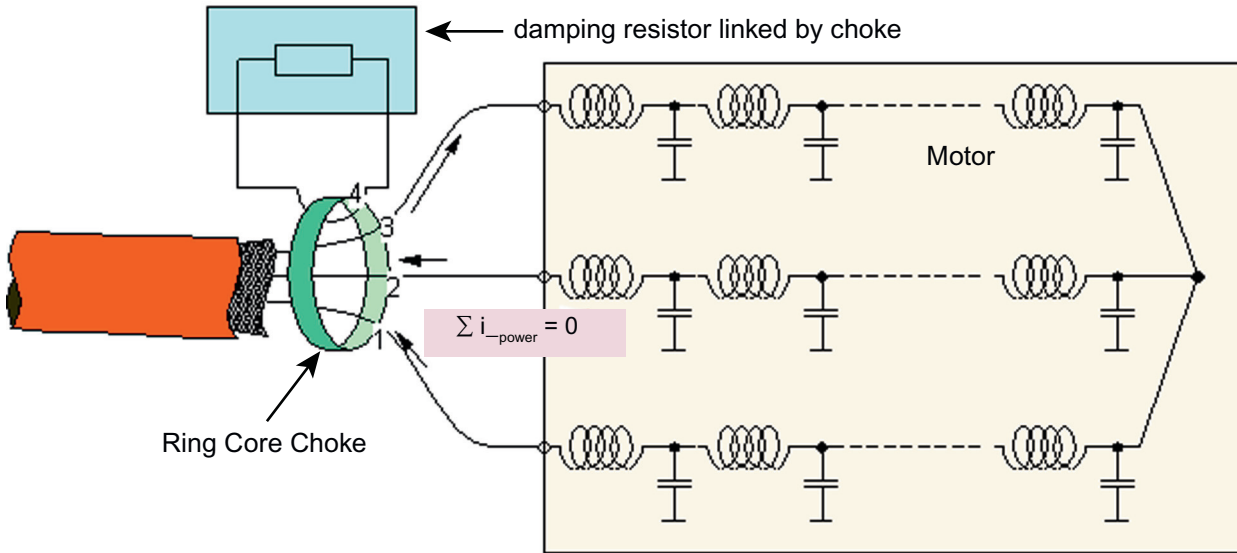 damping resistor linked by choke
Motor
4
3
2
∑ i_power = 0
1
Ring Core Choke